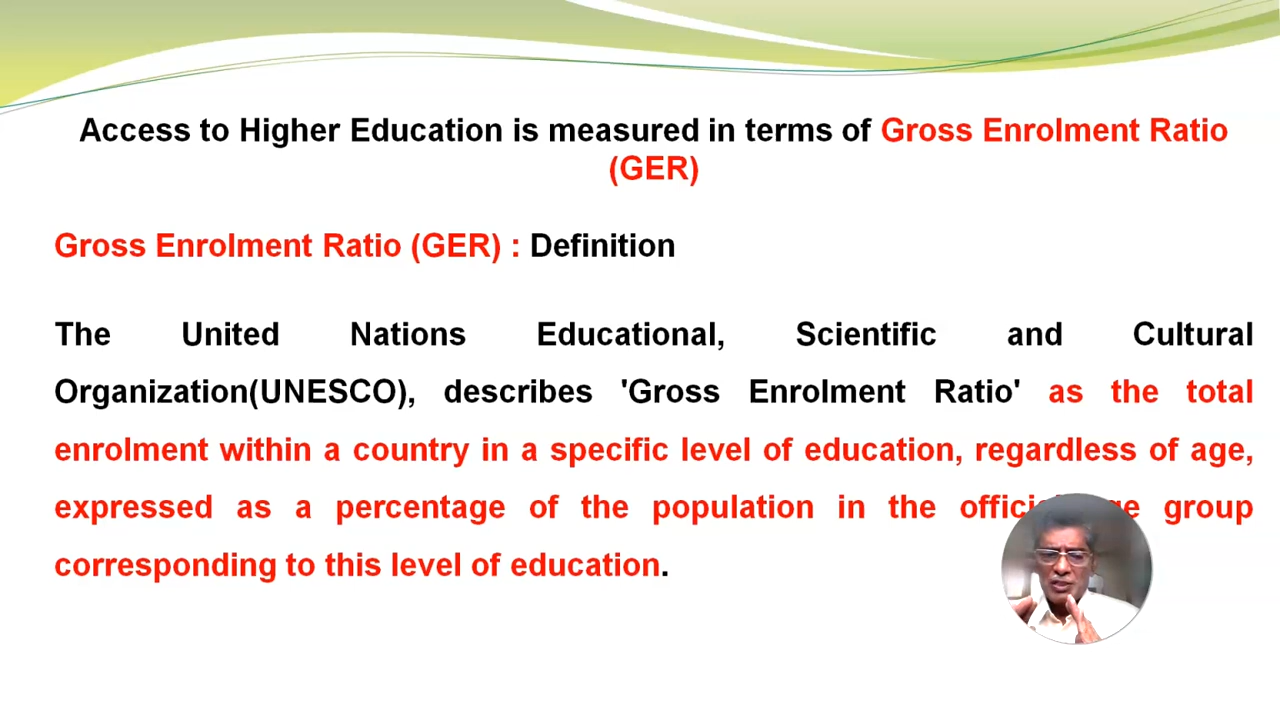 Access to Higher Education is measured in terms of Gross Enrolment Ratio
(GER)
Gross Enrolment Ratio (GER) : Definition
The United Nations Educational, Scientific and Cultural
Organization(UNESCO), describes 'Gross Enrolment Ratio' as the total
enrolment within a country in a specific level of education, regardless of age,
expressed as a percentage of the population in the group
corresponding to this level of education.